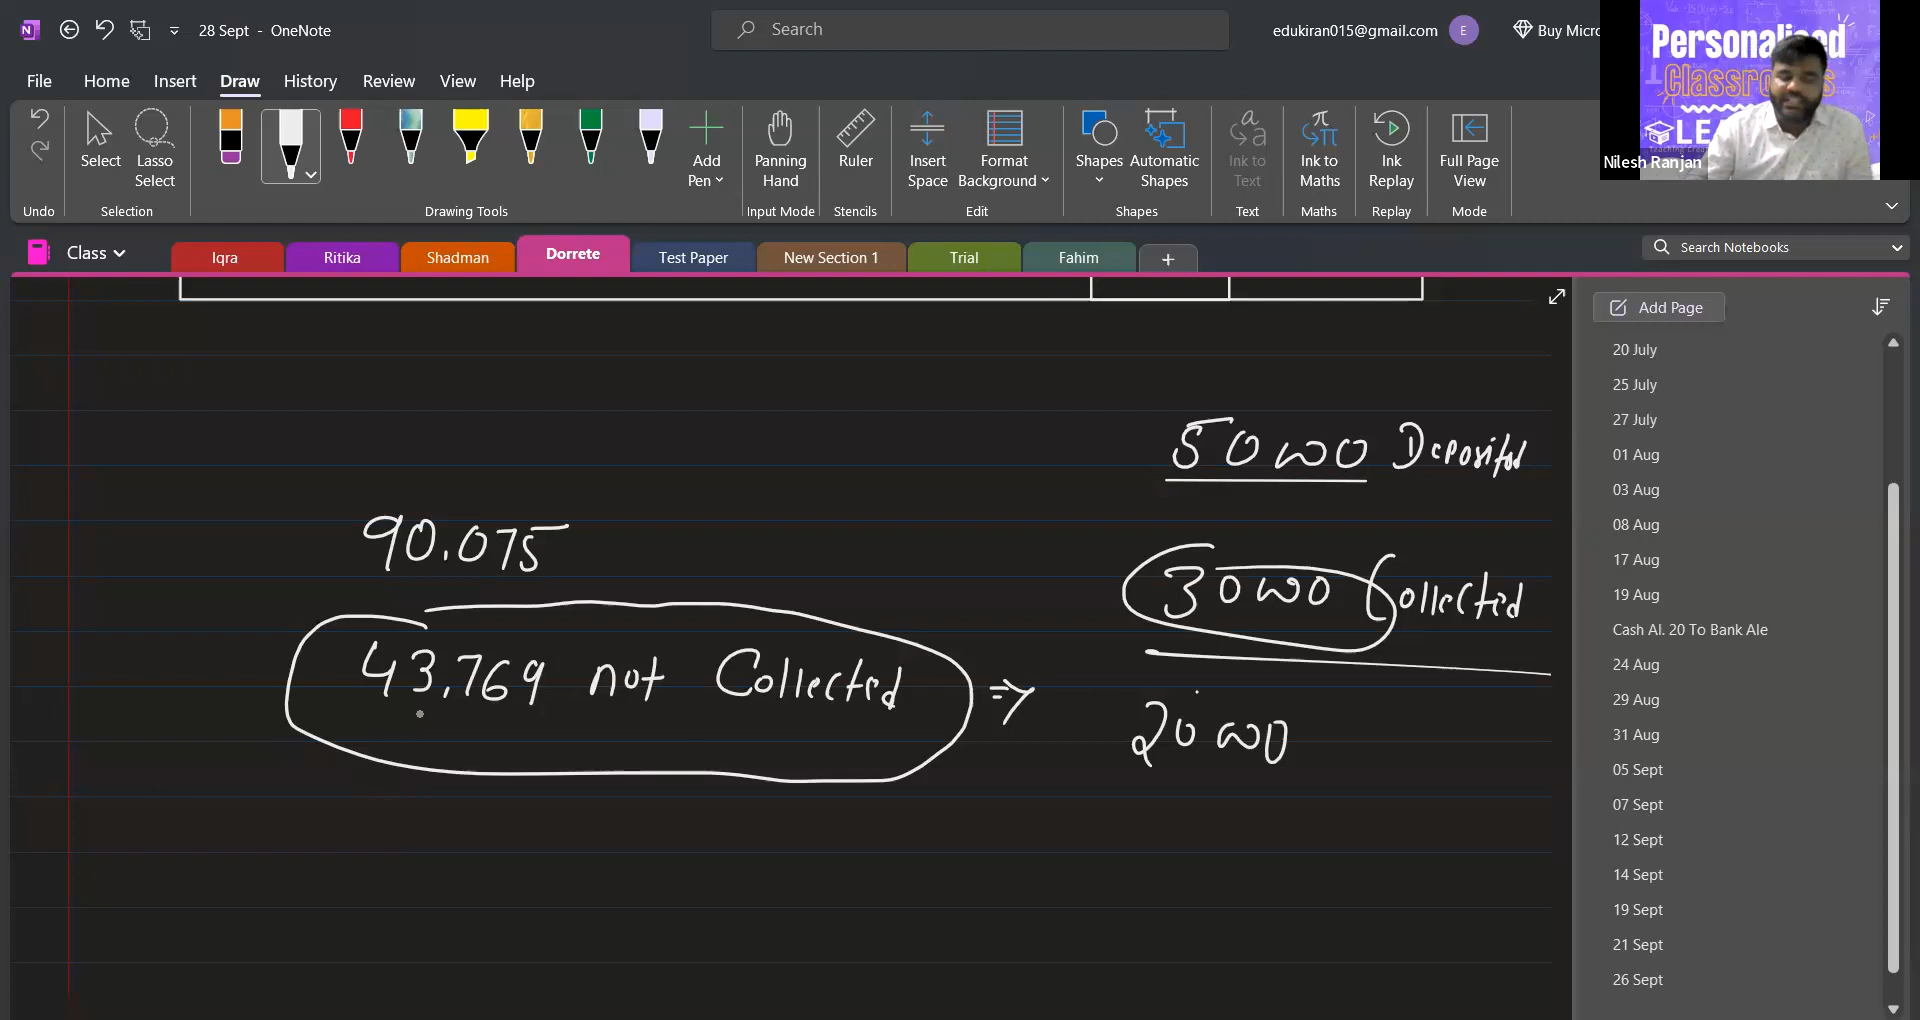 28 Sept - OneNote
Search
edukiran015@gmail.com
E
Buy Micro
File
Home
Insert
Draw
History
Review
View
Help
Select
Lasso
Select
Add
Pen
Panning
Hand
Ruler
Insert
Space
Format
Background
Shapes
Automatic
Shapes
Ink to
Text
Ink to
Maths
Ink
Replay
Full Page
View
Undo
Selection
Drawing Tools
Input Mode
Stencils
Edit
Shapes
Text
Maths
Replay
Mode
Personalised
LEA
Nilesh Ranjan
Class
Iqra
Ritika
Shadman
Dorrete
Test Paper
New Section 1
Trial
Fahim
Search Notebooks
Add Page
20 July
25 July
27 July
01 Aug
03 Aug
08 Aug
17 Aug
19 Aug
Cash Al. 20 To Bank Ale
24 Aug
29 Aug
31 Aug
05 Sept
07 Sept
12 Sept
14 Sept
19 Sept
21 Sept
26 Sept
50000 Deposited
90.075
30000 Collected
43,769 not Collected =>
20000